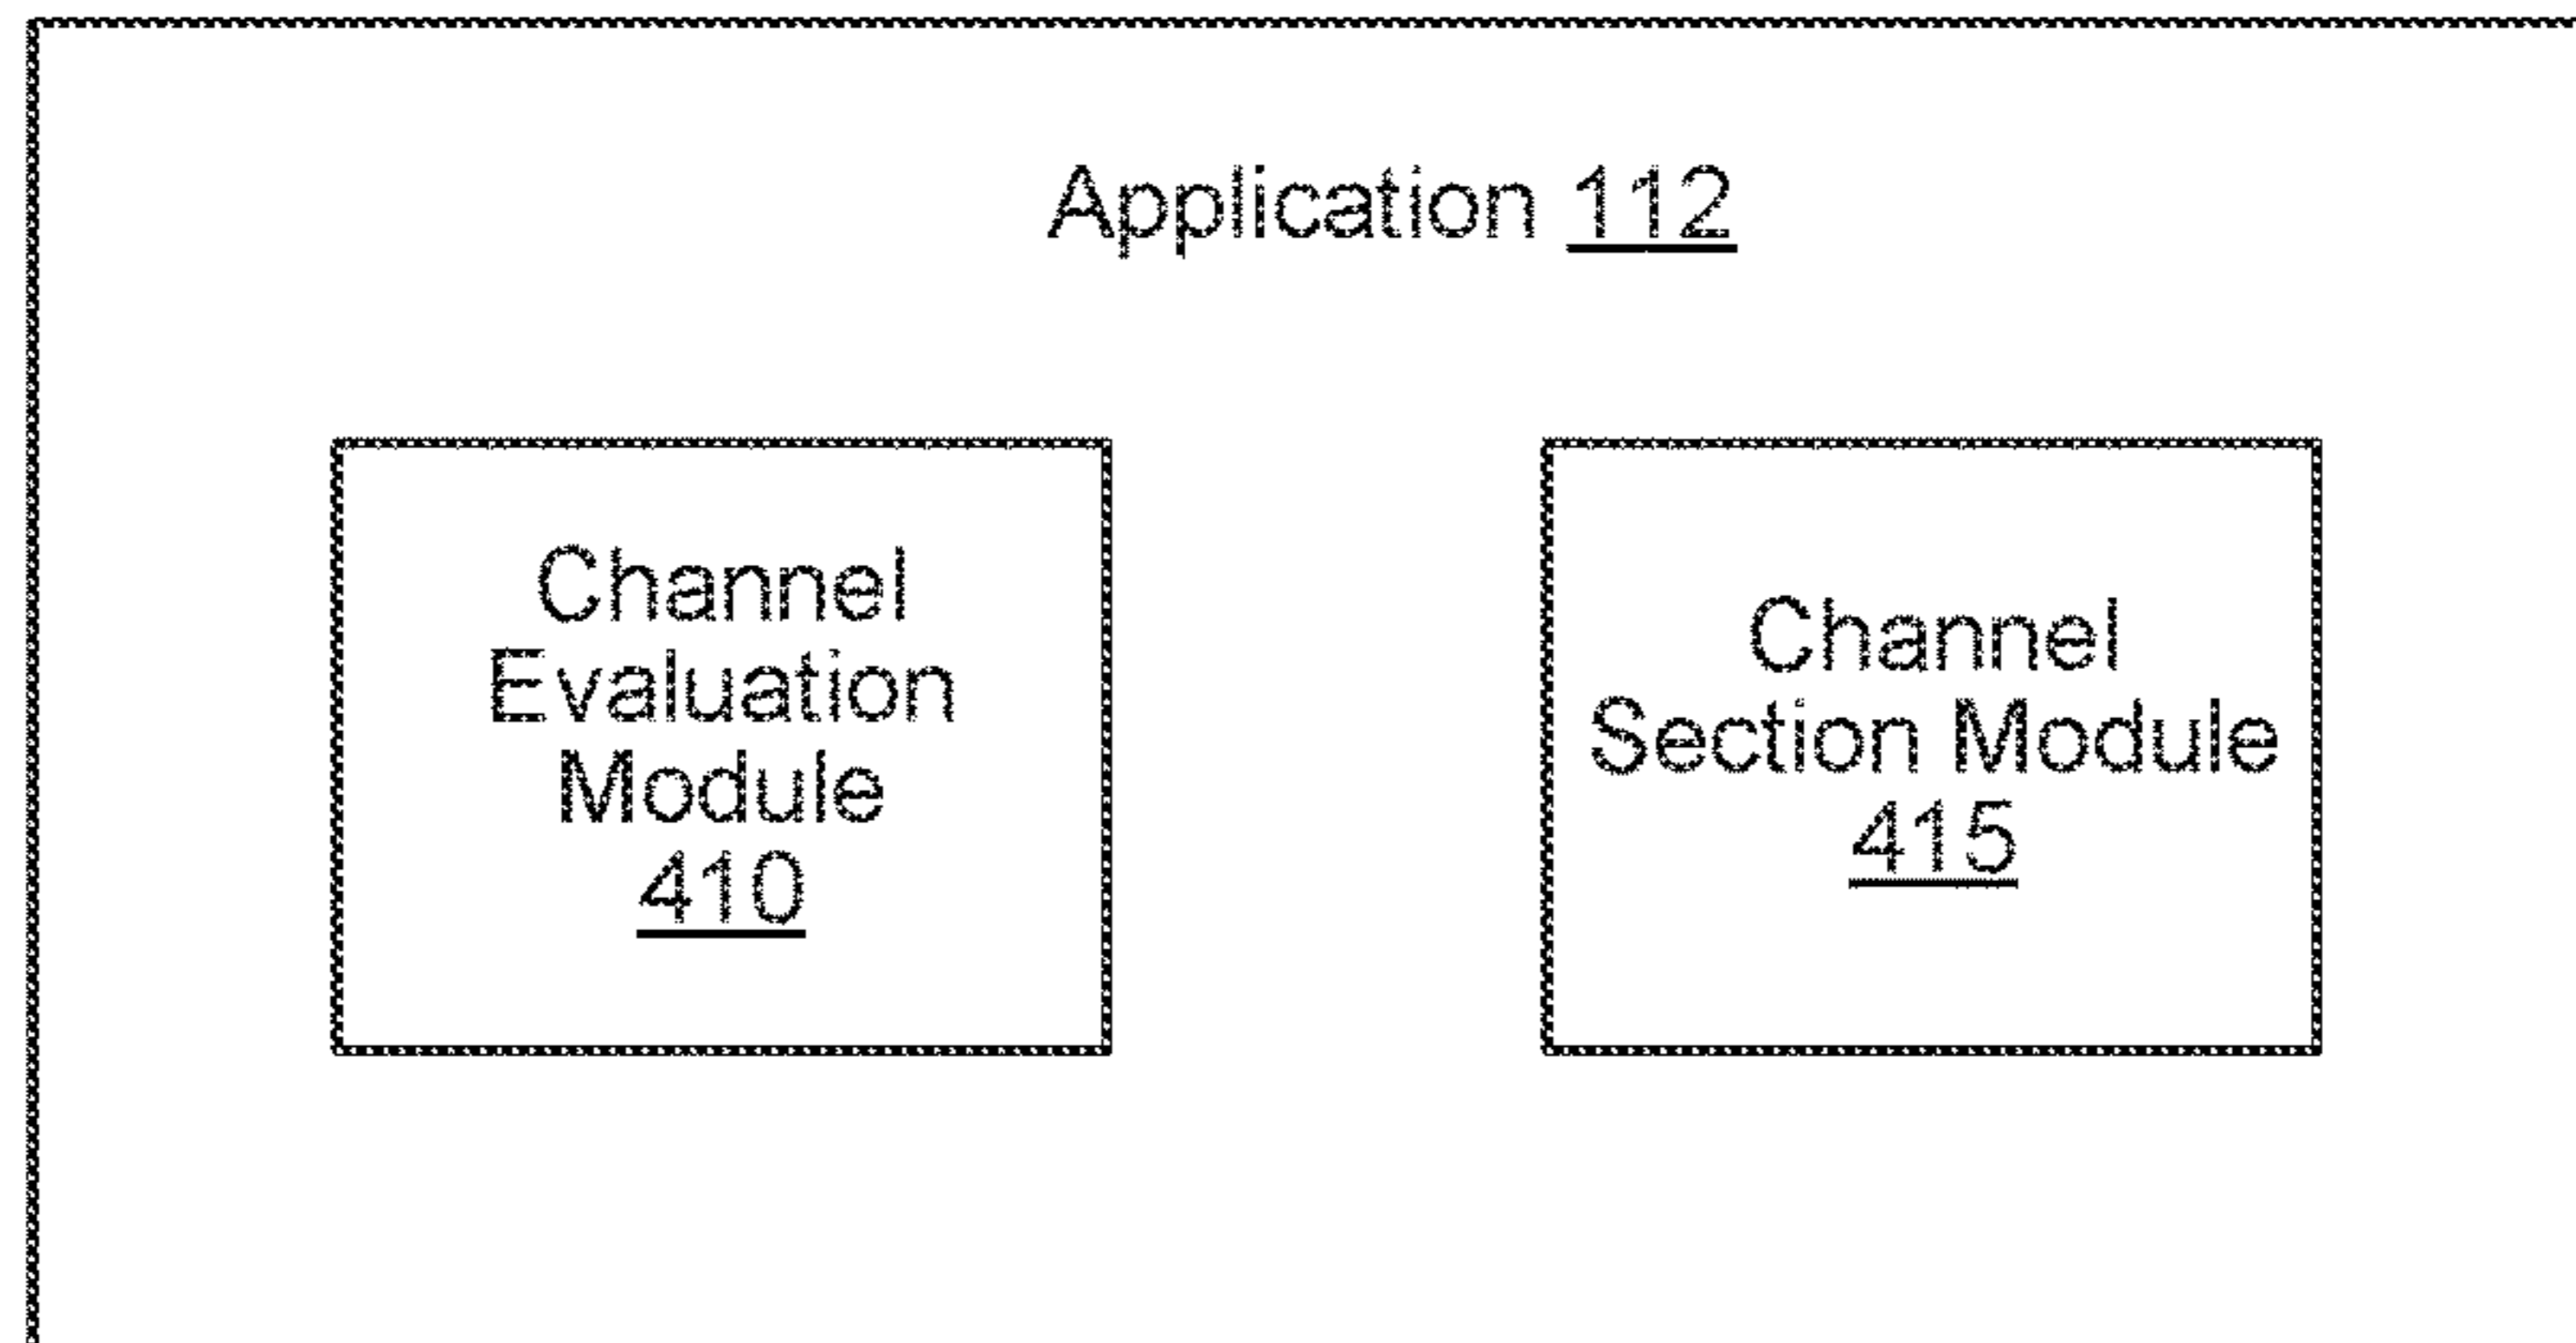 Application 112
Channel
Evaluation
Module
410
Channel
Section Module
415